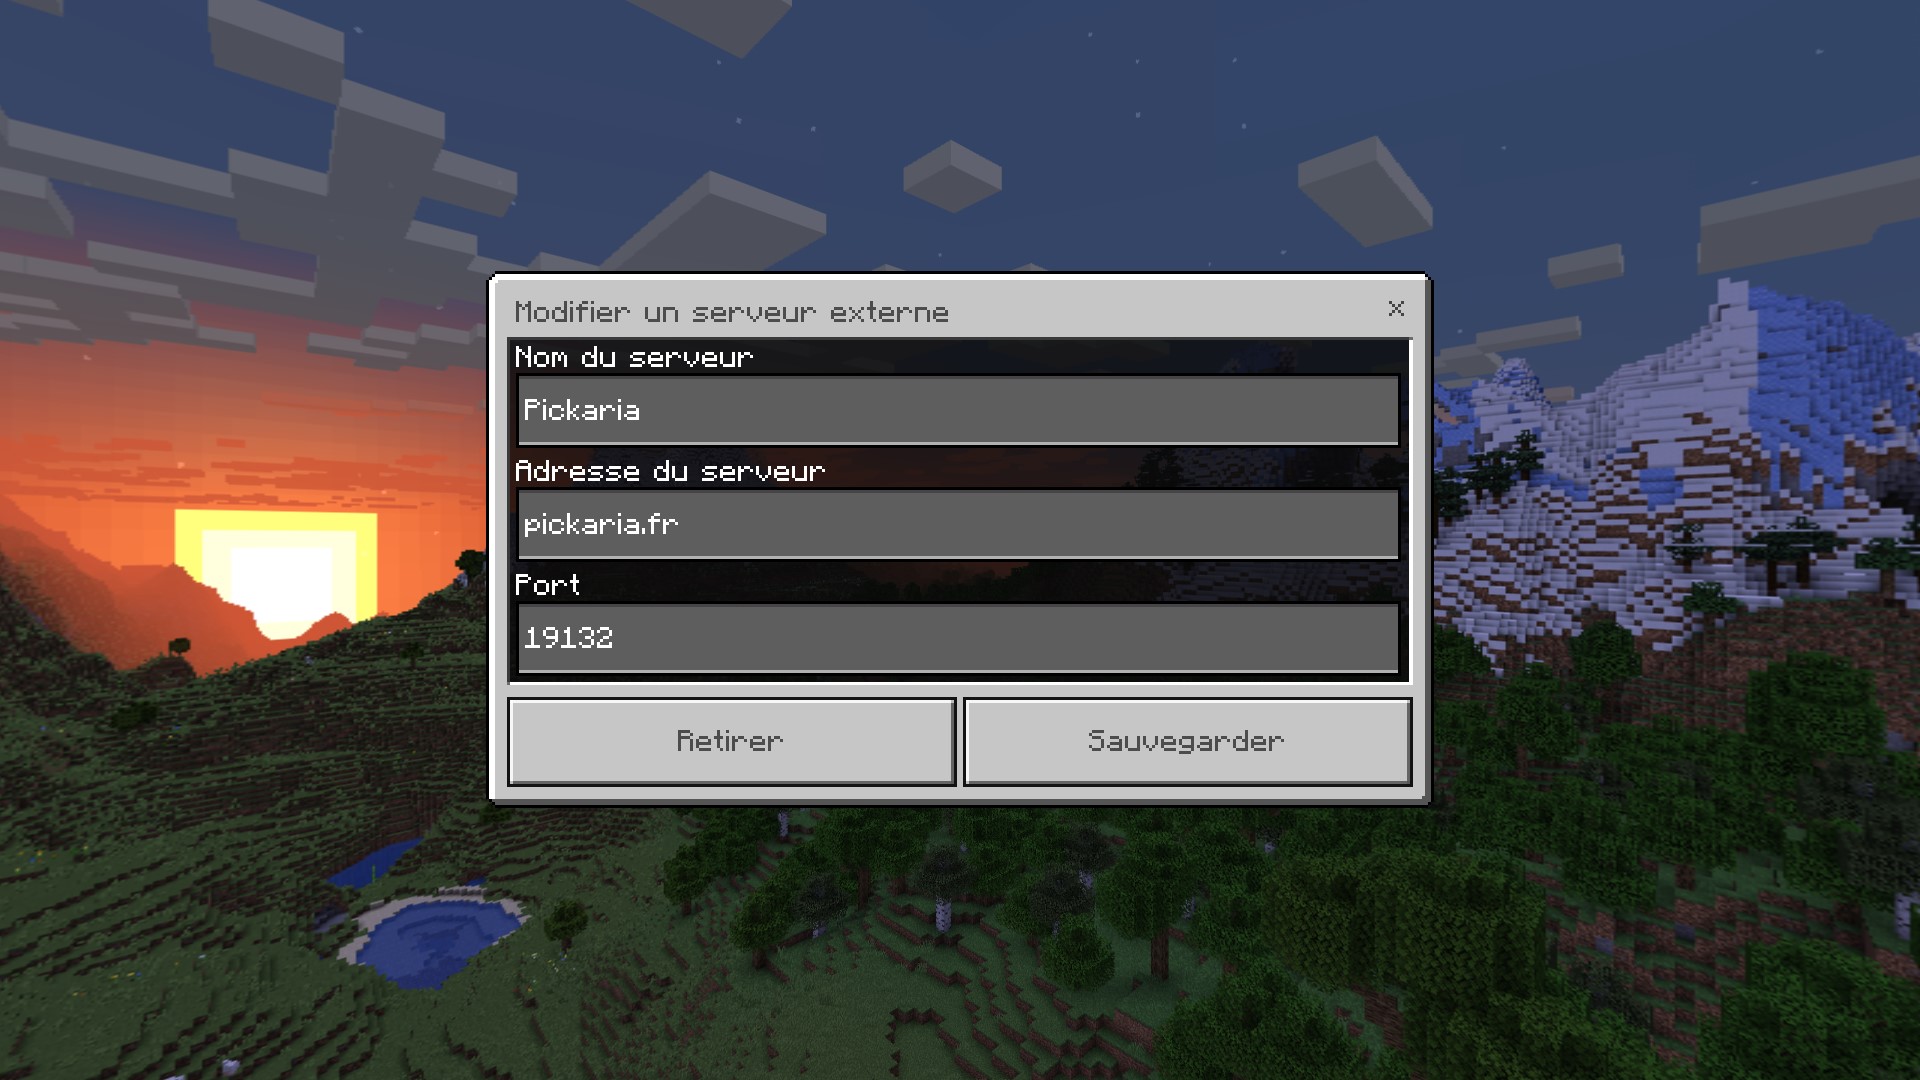 Modifier un serveur externe
Nom du serveur
Pickaria
Adresse du serveur
pickaria.fr
Port
19132
Retirer
Sauvegarder